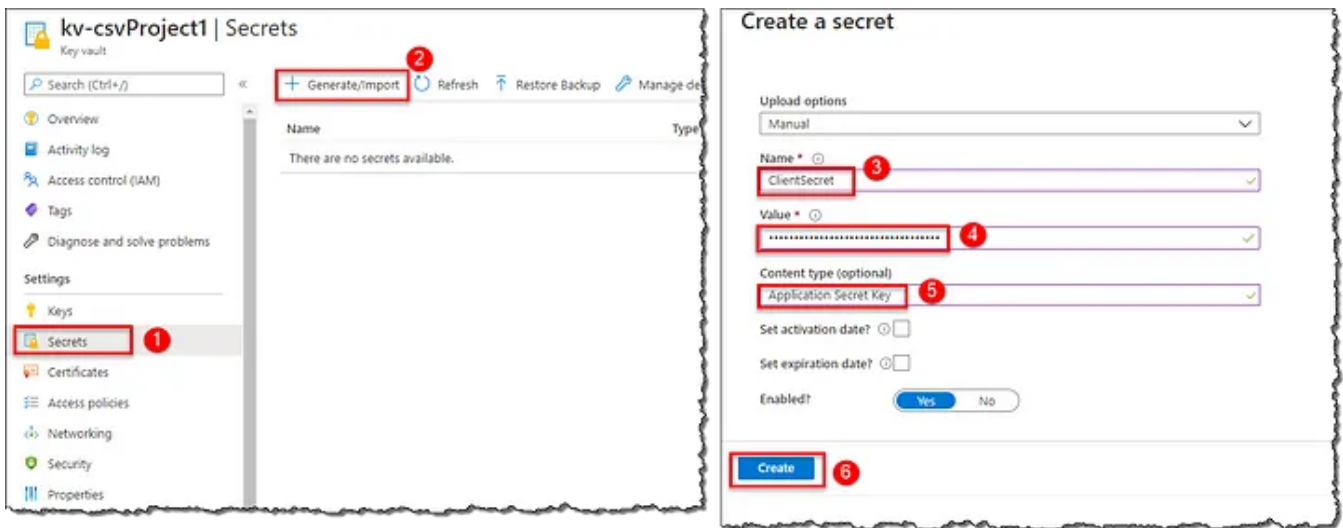 kv-csvProject1 | Secrets
Key vault
2
Search (Ctrl+/)
«
+ Generate/Import Refresh Restore Backup Manage de
Overview
Activity log
Access control (IAM)
Tags
Diagnose and solve problems
Settings
Keys
Secrets 1
Certificates
Access policies
Networking
Security
Properties
Name Type
There are no secrets available.
Create a secret
Upload options
Manual
Name *
ClientSecret 3
Value *
4
Content type (optional)
Application Secret Key 5
Set activation date?
Set expiration date?
Enabled? Yes No
Create 6